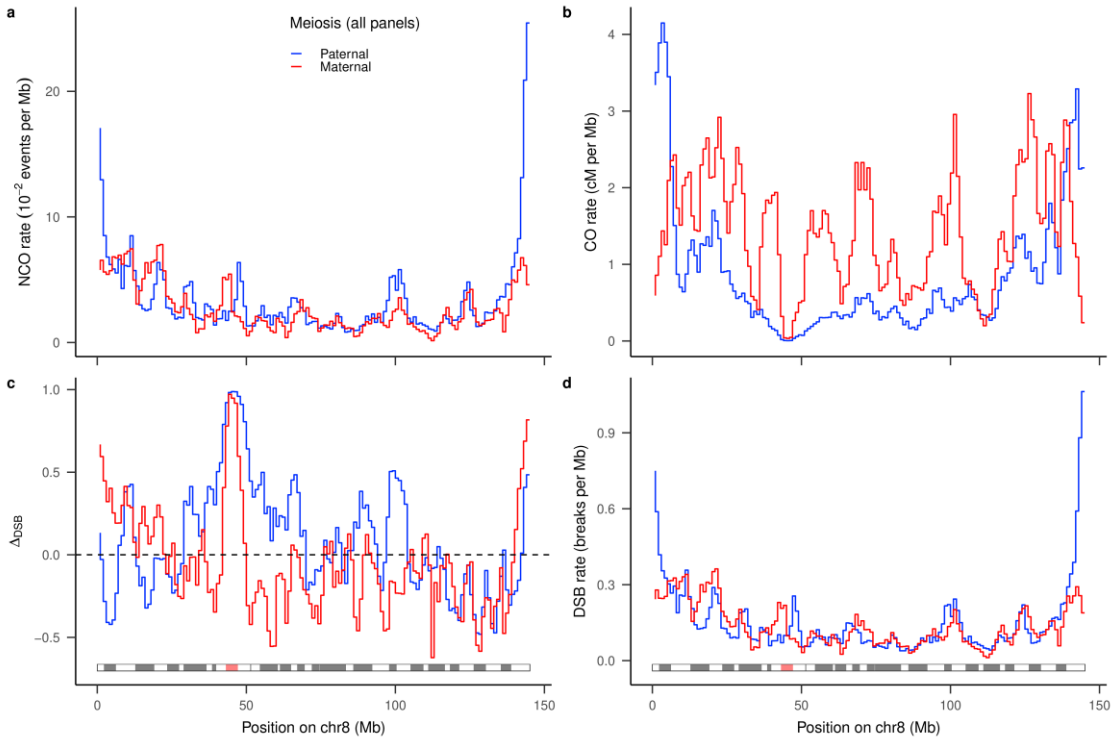 a
Meiosis (all panels)
Paternal
Maternal
NCO rate (10⁻² events per Mb)
20
10
0
b
CO rate (cM per Mb)
4
3
2
1
0
c
Δ_DSB
1.0
0.5
0.0
−0.5
0
50
100
150
Position on chr8 (Mb)
d
DSB rate (breaks per Mb)
0.9
0.6
0.3
0.0
0
50
100
150
Position on chr8 (Mb)